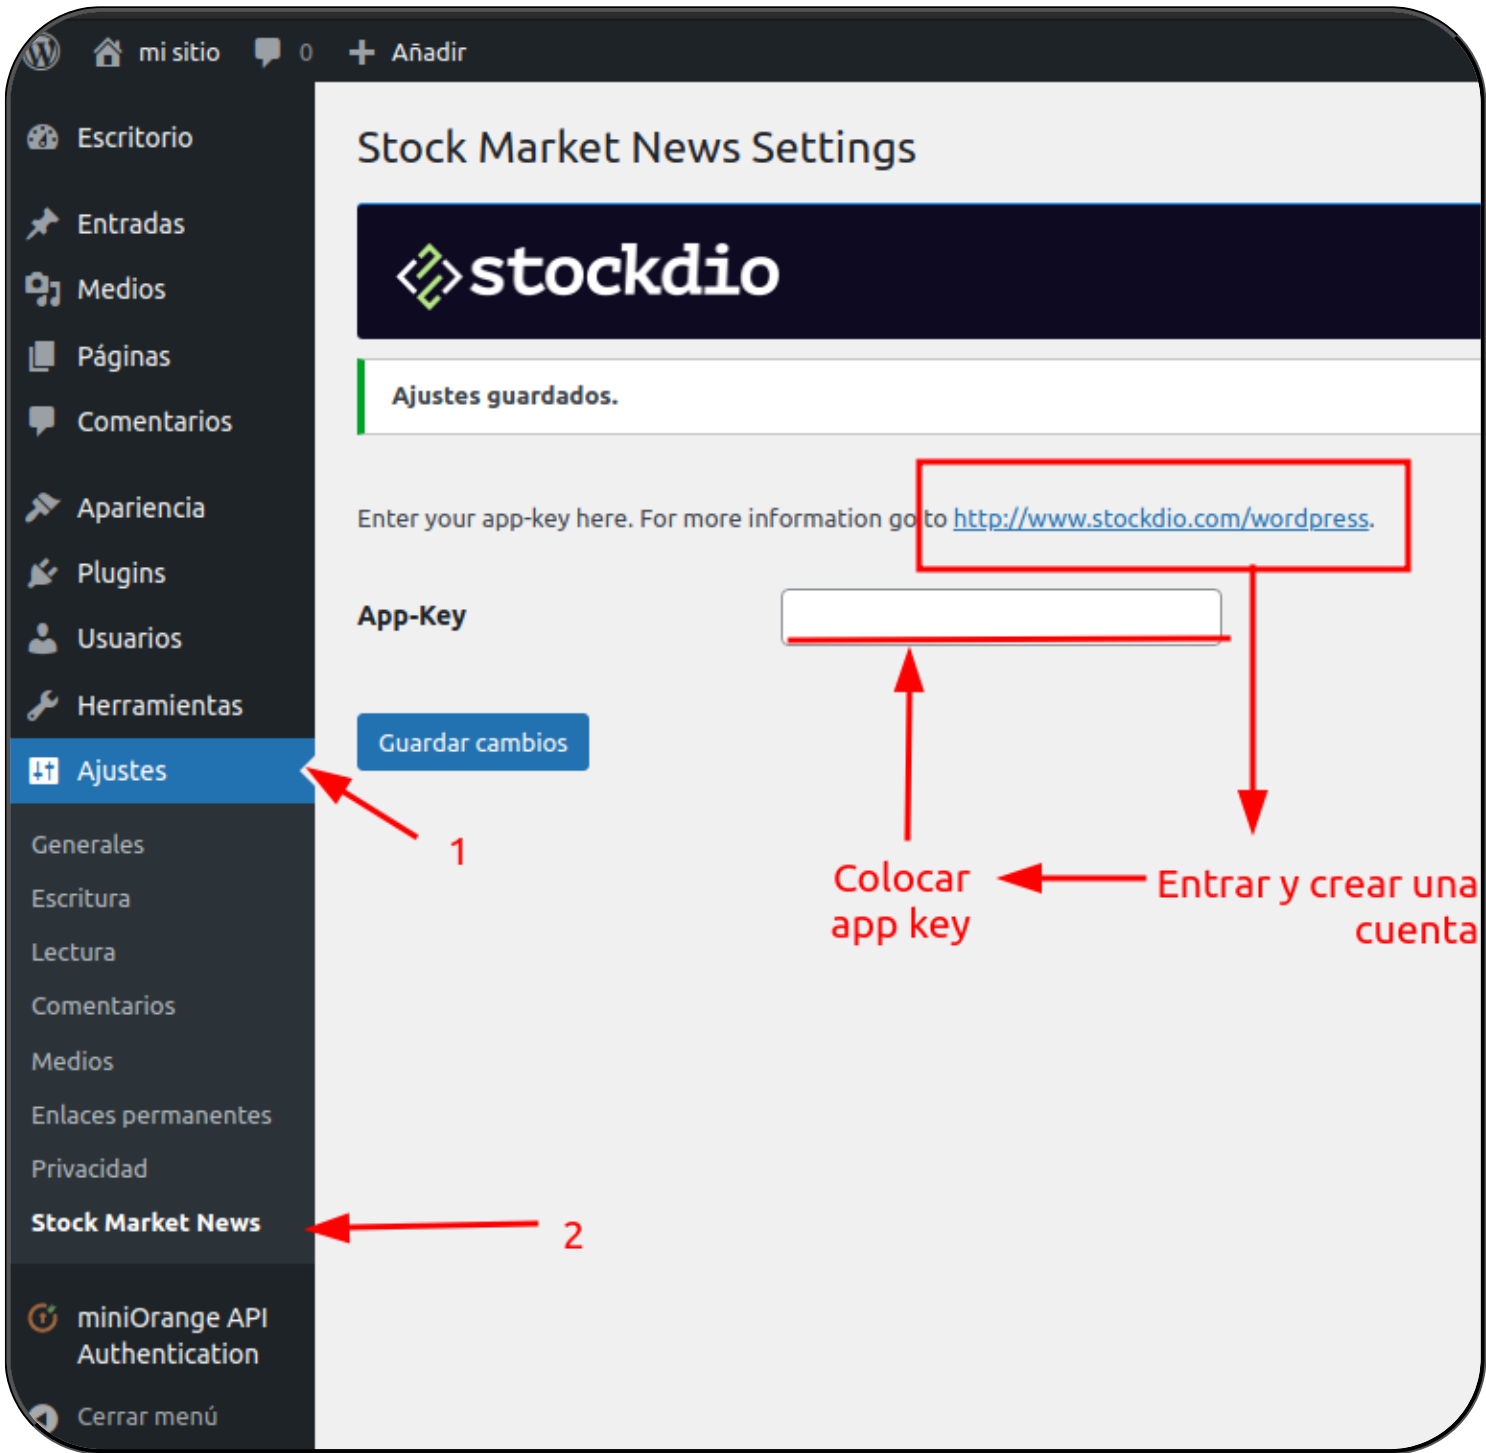 mi sitio 0 Añadir
Escritorio
Entradas
Medios
Páginas
Comentarios
Apariencia
Plugins
Usuarios
Herramientas
Ajustes
Generales
Escritura
Lectura
Comentarios
Medios
Enlaces permanentes
Privacidad
Stock Market News
miniOrange API
Authentication
Cerrar menú
Stock Market News Settings
stockdio
Ajustes guardados.
Enter your app-key here. For more information go to http://www.stockdio.com/wordpress.
App-Key
Guardar cambios
1
Colocar
app key
Entrar y crear una
cuenta
2